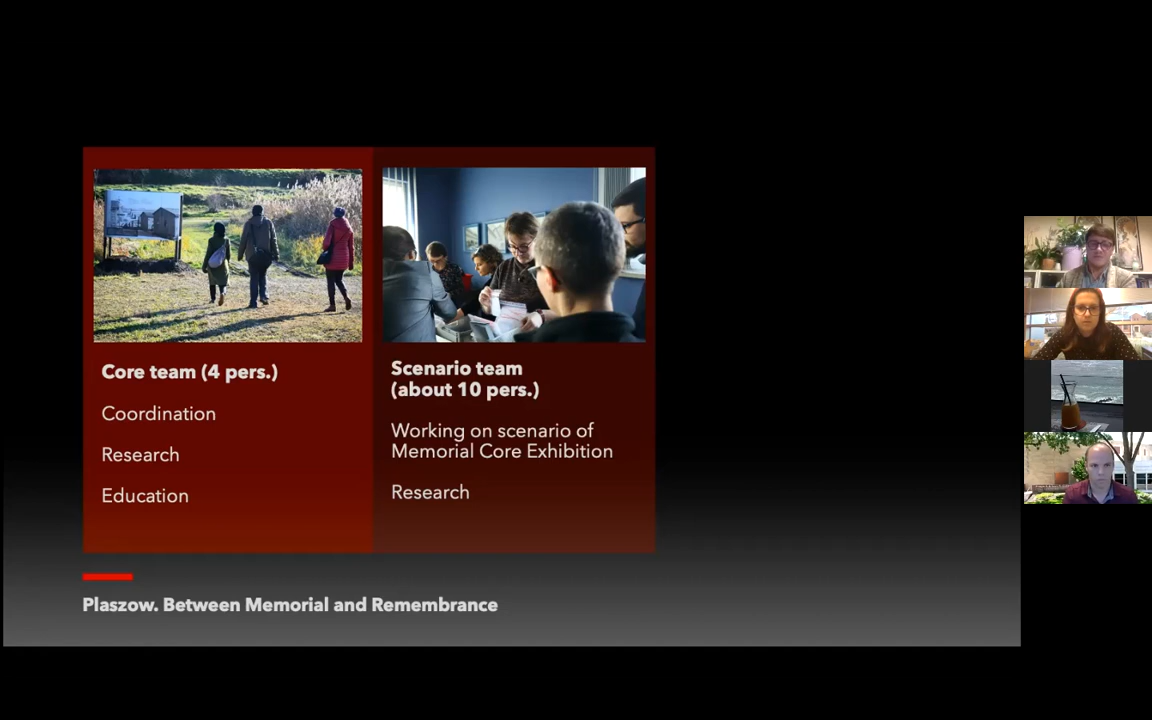 Core team (4 pers.)
Coordination
Research
Education
Scenario team
(about 10 pers.)
Working on scenario of
Memorial Core Exhibition
Research
Plaszow. Between Memorial and Remembrance